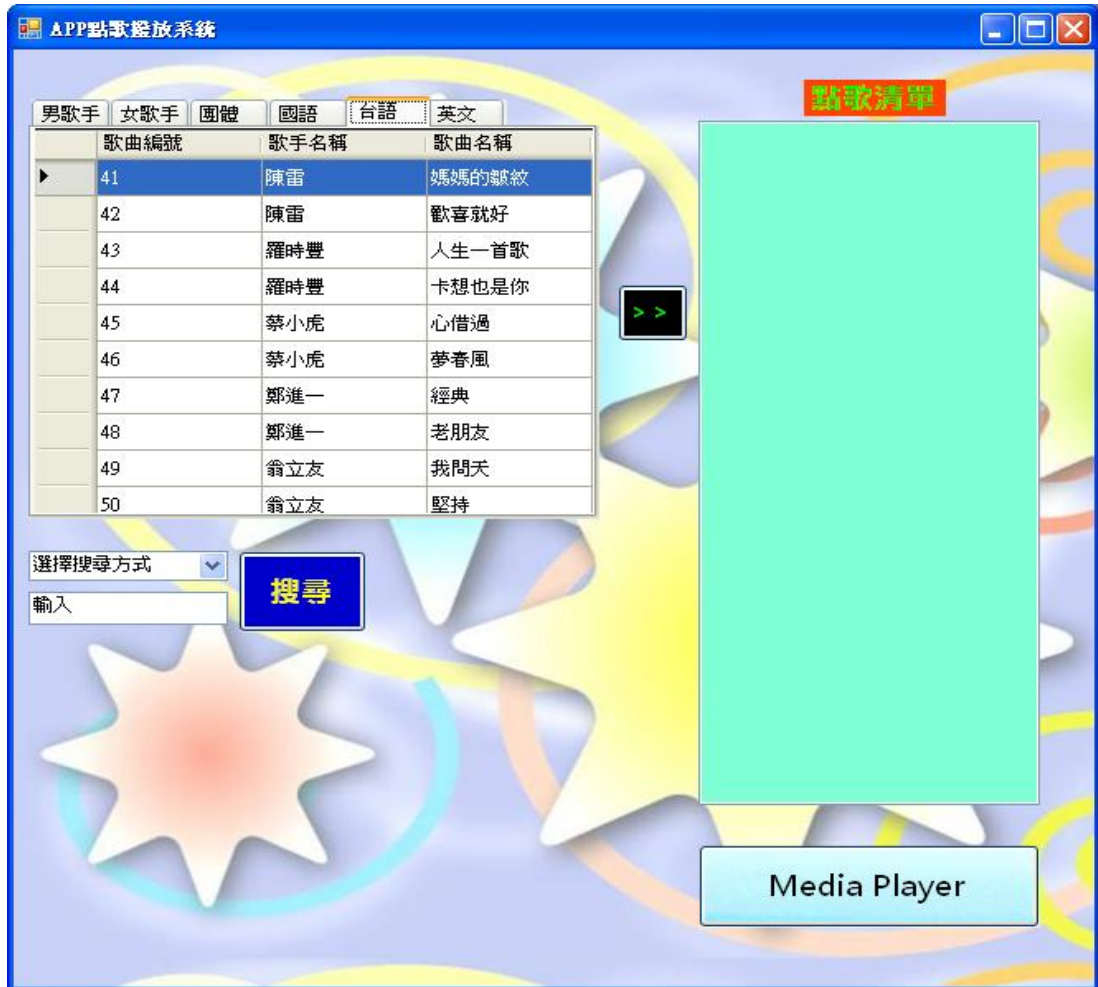 APP點歌撥放系統
點歌清單
男歌手 女歌手 團體 國語 台語 英文
歌曲編號 歌手名稱 歌曲名稱
41 陳雷 媽媽的皺紋
42 陳雷 歡喜就好
43 羅時豐 人生一首歌
44 羅時豐 卡想也是你
45 蔡小虎 心借過
46 蔡小虎 夢春風
47 鄭進一 經典
48 鄭進一 老朋友
49 翁立友 我問天
50 翁立友 堅持
>>
選擇搜尋方式
搜尋
輸入
Media Player